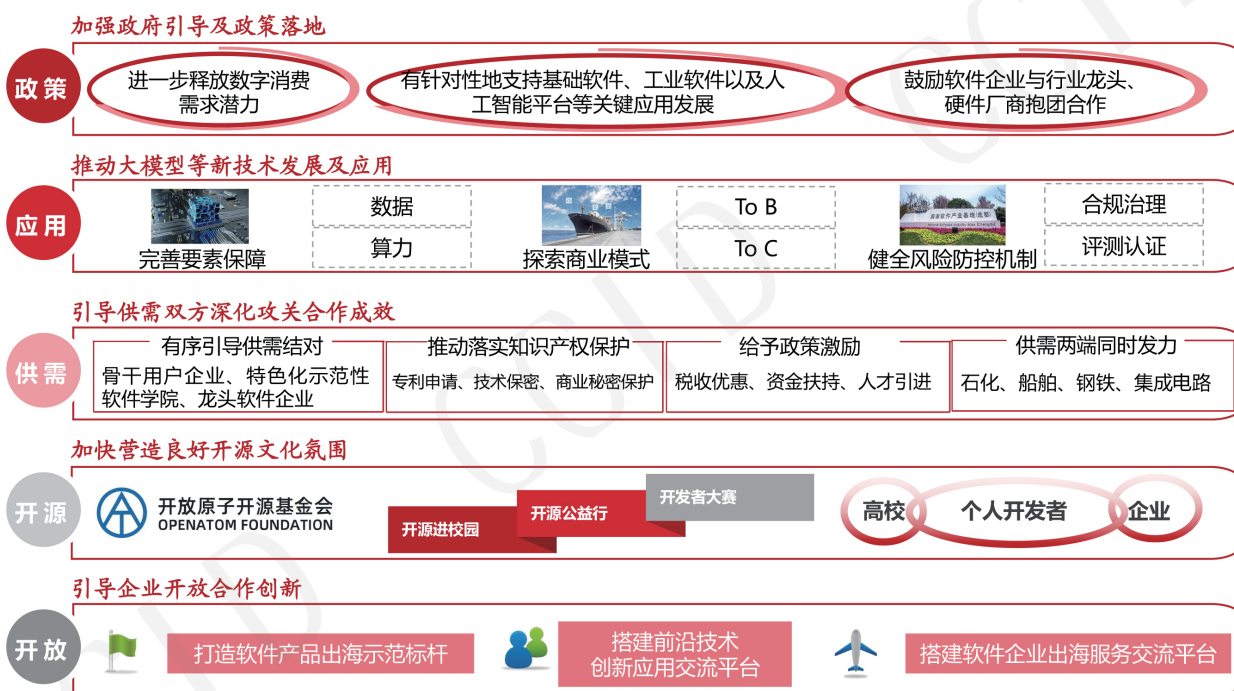 加强政府引导及政策落地
政策
进一步释放数字消费
需求潜力
有针对性地支持基础软件、工业软件以及人
工智能平台等关键应用发展
鼓励软件企业与行业龙头、
硬件厂商抱团合作
推动大模型等新技术发展及应用
应用
完善要素保障
数据
算力
探索商业模式
To B
To C
国家软件产业基地(成都)
健全风险防控机制
合规治理
评测认证
引导供需双方深化攻关合作成效
供需
有序引导供需结对
骨干用户企业、特色化示范性
软件学院、龙头软件企业
推动落实知识产权保护
专利申请、技术保密、商业秘密保护
给予政策激励
税收优惠、资金扶持、人才引进
供需两端同时发力
石化、船舶、钢铁、集成电路
加快营造良好开源文化氛围
开源
开放原子开源基金会
OPENATOM FOUNDATION
开源进校园
开源公益行
开发者大赛
高校
个人开发者
企业
引导企业开放合作创新
开放
打造软件产品出海示范标杆
搭建前沿技术
创新应用交流平台
搭建软件企业出海服务交流平台
CCID